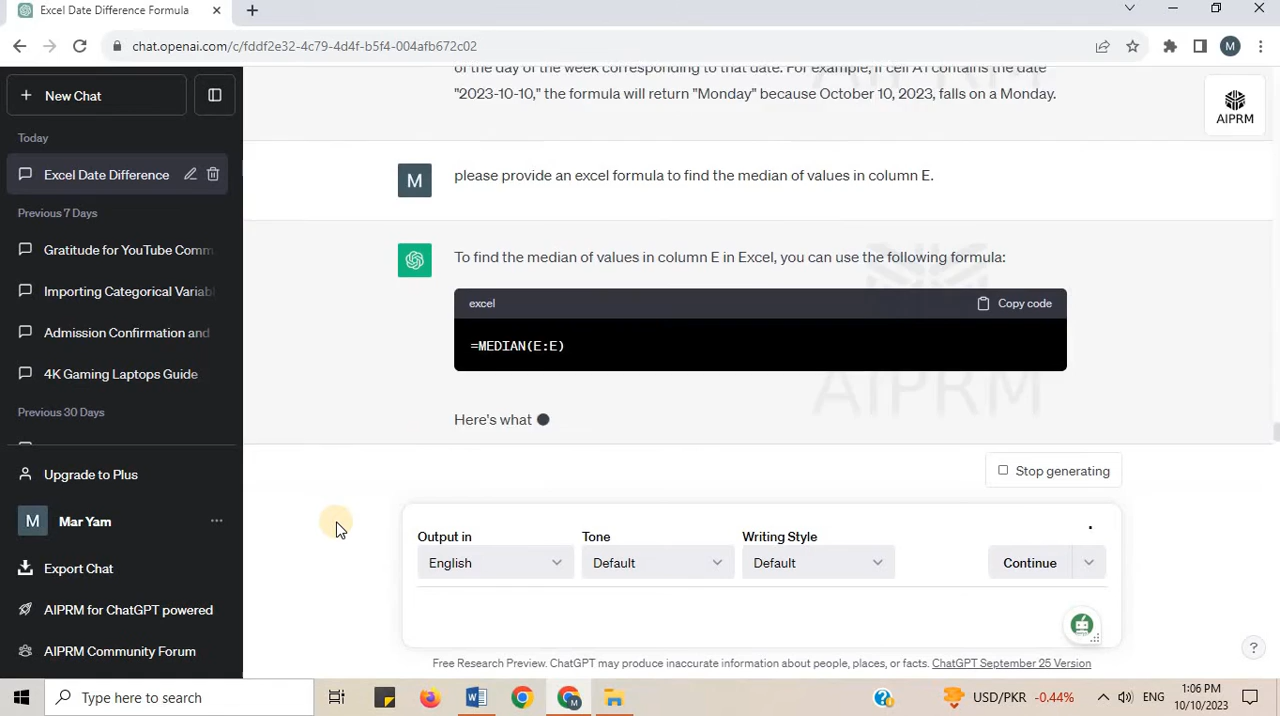 Excel Date Difference Formula
chat.openai.com/c/fddf2e32-4c79-4d4f-b5f4-004afb672c02
M
New Chat
Today
Excel Date Difference
Previous 7 Days
Gratitude for YouTube Comm
Importing Categorical Variab
Admission Confirmation and
4K Gaming Laptops Guide
Previous 30 Days
Upgrade to Plus
M
Mar Yam
Export Chat
AIPRM for ChatGPT powered
AIPRM Community Forum
of the day of the week corresponding to that date. For example, if cell A1 contains the date
"2023-10-10," the formula will return "Monday" because October 10, 2023, falls on a Monday.
AIPRM
M
please provide an excel formula to find the median of values in column E.
To find the median of values in column E in Excel, you can use the following formula:
excel
Copy code
=MEDIAN(E:E)
AIPRM
Here's what
Stop generating
Output in
Tone
Writing Style
English
Default
Default
Continue
Free Research Preview. ChatGPT may produce inaccurate information about people, places, or facts. ChatGPT September 25 Version
?
Type here to search
USD/PKR -0.44%
ENG
1:06 PM
10/10/2023